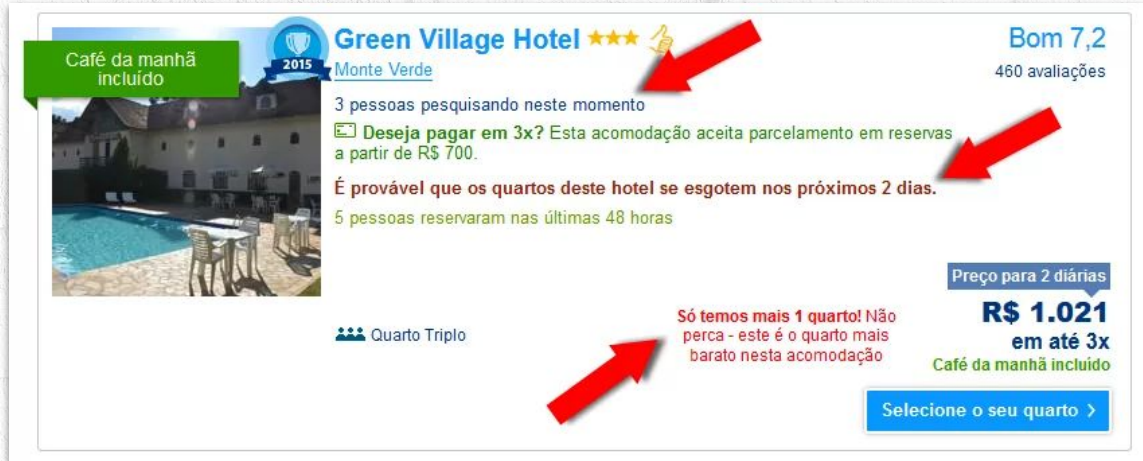 Café da manhã
incluído
2015
Green Village Hotel
Monte Verde
Bom 7,2
460 avaliações
3 pessoas pesquisando neste momento
Deseja pagar em 3x? Esta acomodação aceita parcelamento em reservas
a partir de R$ 700.
É provável que os quartos deste hotel se esgotem nos próximos 2 dias.
5 pessoas reservaram nas últimas 48 horas
Quarto Triplo
Só temos mais 1 quarto! Não
perca - este é o quarto mais
barato nesta acomodação
Preço para 2 diárias
R$ 1.021
em até 3x
Café da manhã incluído
Selecione o seu quarto >